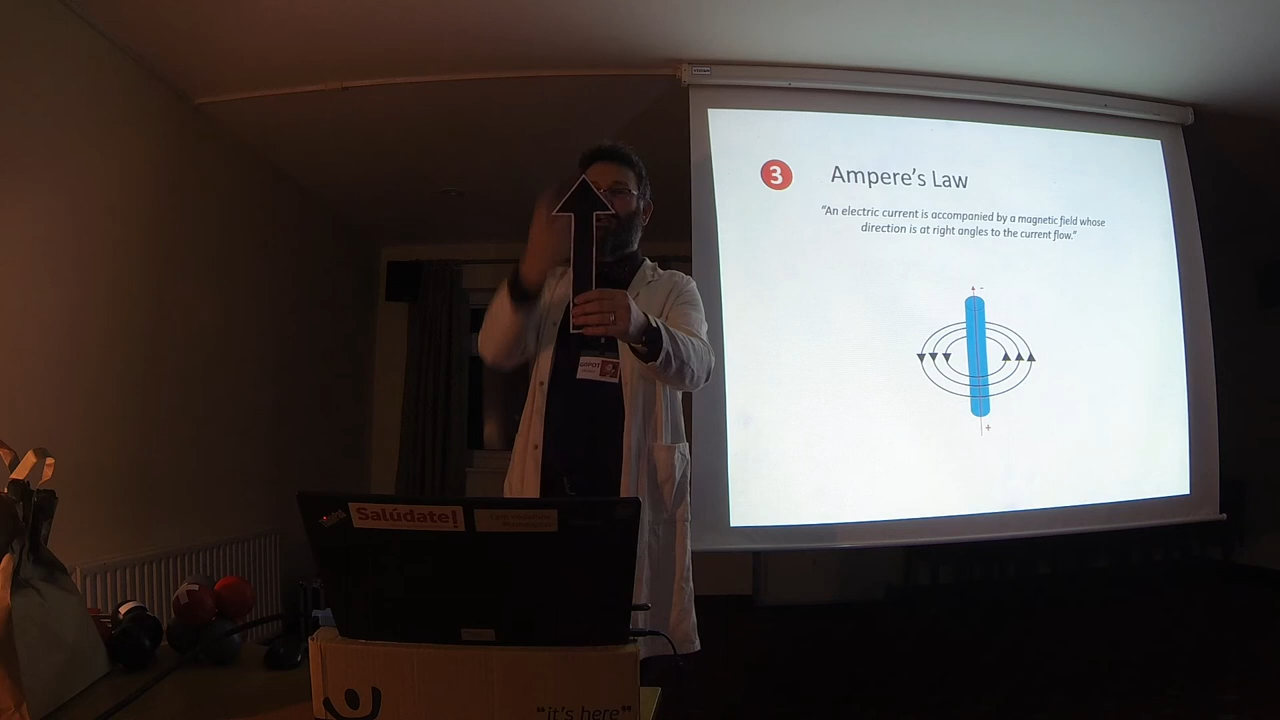 3
Ampere's Law
"An electric current is accompanied by a magnetic field whose
direction is at right angles to the current flow."
-
+
Salúdate!
"it's here"